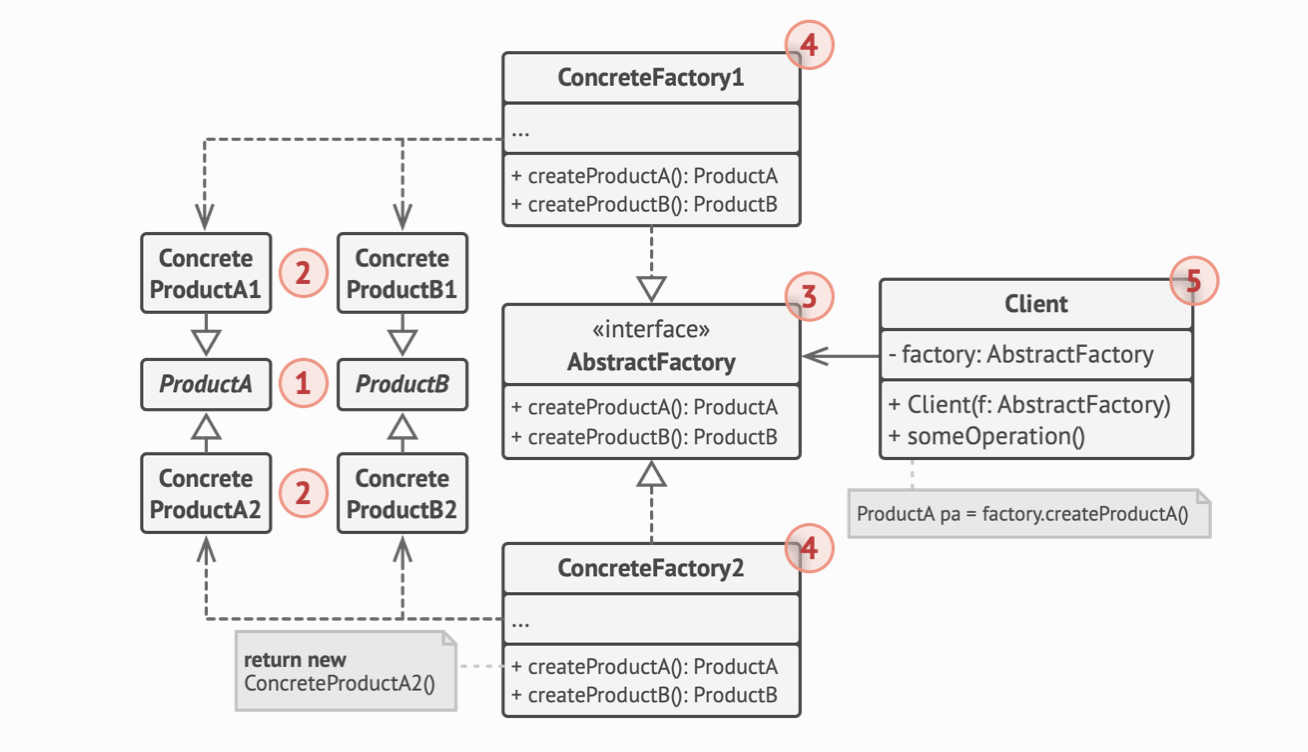 4
ConcreteFactory1
...
+ createProductA(): ProductA
+ createProductB(): ProductB
Concrete
ProductA1
2
Concrete
ProductB1
ProductA
1
ProductB
Concrete
ProductA2
2
Concrete
ProductB2
3
«interface»
AbstractFactory
+ createProductA(): ProductA
+ createProductB(): ProductB
5
Client
- factory: AbstractFactory
+ Client(f: AbstractFactory)
+ someOperation()
ProductA pa = factory.createProductA()
4
ConcreteFactory2
...
+ createProductA(): ProductA
+ createProductB(): ProductB
return new
ConcreteProductA2()